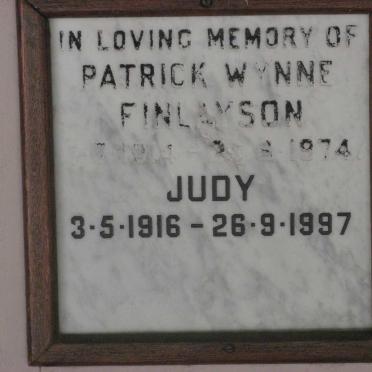 IN LOVING MEMORY OF
PATRICK WYNNE
FINLAYSON
1974
JUDY
3·5·1916 - 26·9·1997